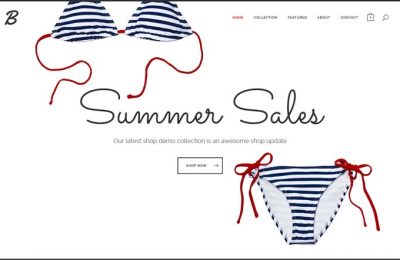 B
HOME COLLECTION FEATURED ABOUT CONTACT
Summer Sales
Our latest shop demo collection is an awesome shop update
SHOP NOW →